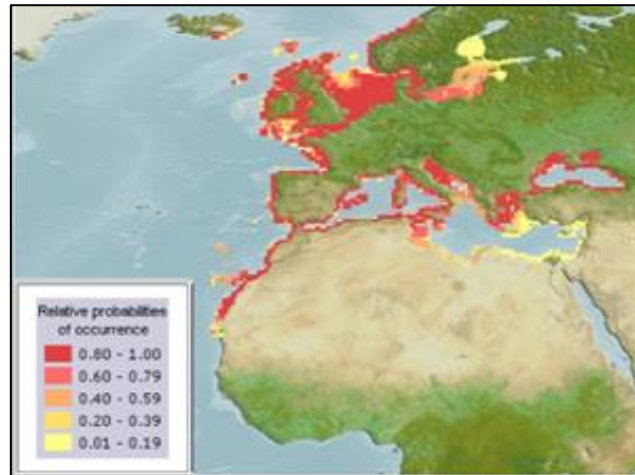 Relative probabilities
of occurrence
0.80 - 1.00
0.60 - 0.79
0.40 - 0.59
0.20 - 0.39
0.01 - 0.19